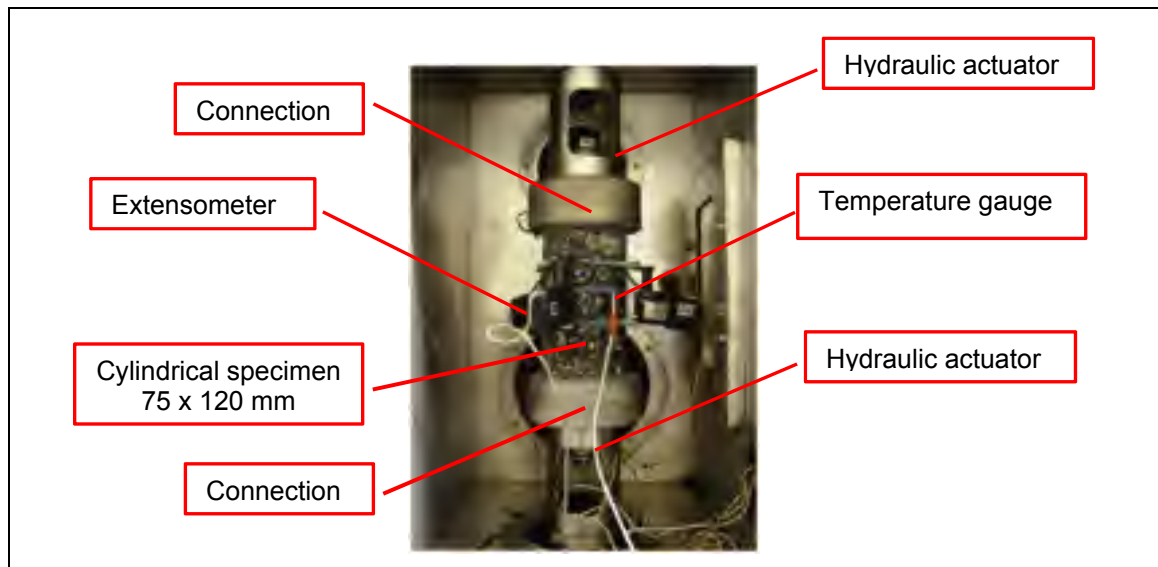 Hydraulic actuator
Connection
Extensometer
Temperature gauge
Cylindrical specimen
75 x 120 mm
Hydraulic actuator
Connection